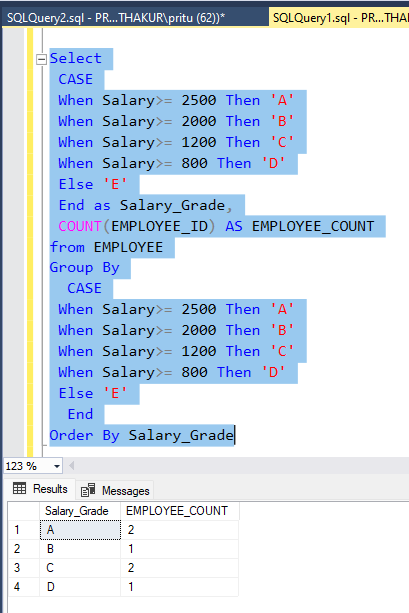 SQLQuery2.sql - PR...THAKUR\pritu (62))* SQLQuery1.sql - PR...THA
Select
CASE
When Salary>= 2500 Then 'A'
When Salary>= 2000 Then 'B'
When Salary>= 1200 Then 'C'
When Salary>= 800 Then 'D'
Else 'E'
End as Salary_Grade,
COUNT(EMPLOYEE_ID) AS EMPLOYEE_COUNT
from EMPLOYEE
Group By
CASE
When Salary>= 2500 Then 'A'
When Salary>= 2000 Then 'B'
When Salary>= 1200 Then 'C'
When Salary>= 800 Then 'D'
Else 'E'
End
Order By Salary_Grade
123 %
Results Messages
Salary_Grade EMPLOYEE_COUNT
1 A 2
2 B 1
3 C 2
4 D 1